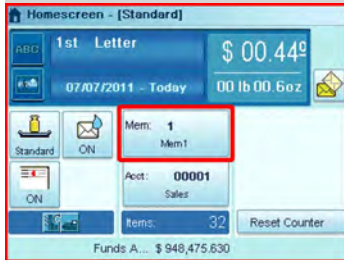 Homescreen - [Standard]
ABC
1st Letter
$ 00.44⁰
07/07/2011 - Today
00 lb 00.6oz
Standard
ON
Mem: 1
Mem1
ON
Acct: 00001
Sales
Items: 32
Reset Counter
Funds A... $ 948,475.630